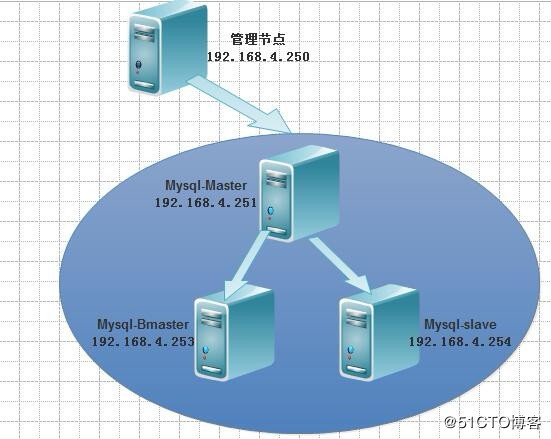 管理节点
192.168.4.250
Mysql-Master
192.168.4.251
Mysql-Bmaster
192.168.4.253
Mysql-slave
192.168.4.254
@51CTO博客